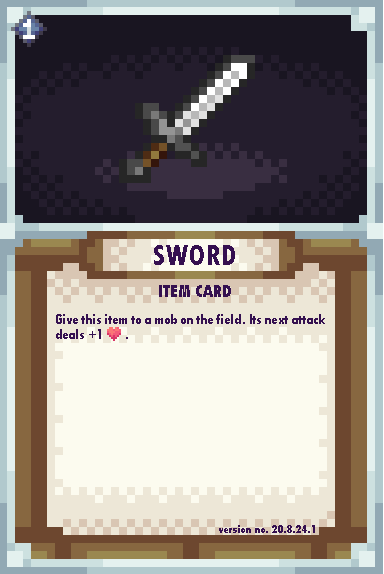 1
SWORD
ITEM CARD
Give this item to a mob on the field. Its next attack
deals +1 ❤️ .
version no. 20.8.24.1